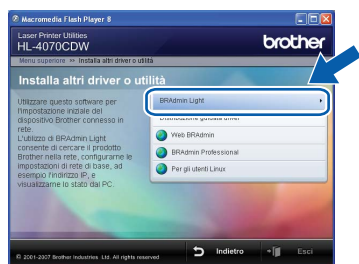 Macromedia Flash Player 8
Laser Printer Utilities
HL-4070CDW
brother
Menu superiore >> Installa altri driver o utilità
Installa altri driver o utilità
Utilizzare questo software per
l'impostazione iniziale del
dispositivo Brother connesso in
rete.
L'utilizzo di BRAdmin Light
consente di cercare il prodotto
Brother nella rete, configurarne le
impostazioni di rete di base, ad
esempio l'indirizzo IP, e
visualizzarne lo stato dal PC.
BRAdmin Light
Distribuzione guidata driver
Web BRAdmin
BRAdmin Professional
Per gli utenti Linux
© 2001-2007 Brother Industries Ltd. All rights reserved
Indietro
Esci